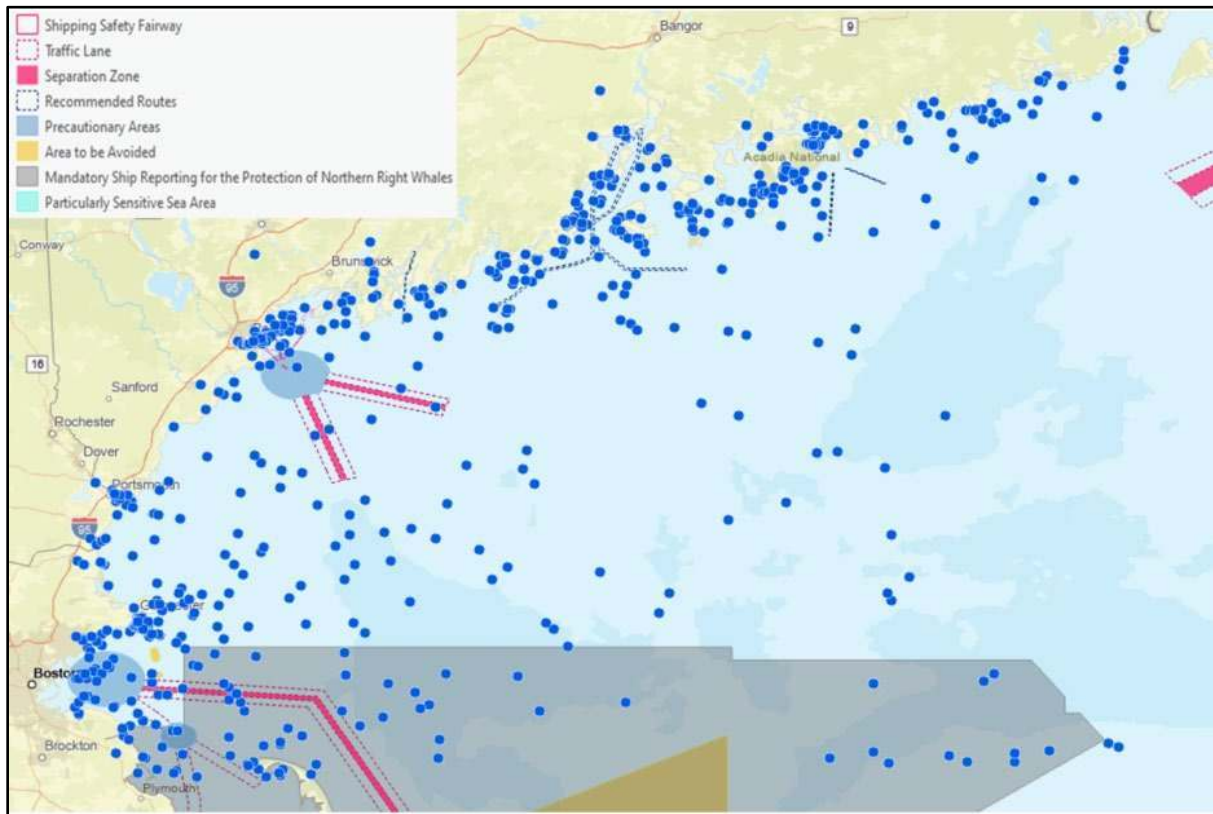 Shipping Safety Fairway
Traffic Lane
Separation Zone
Recommended Routes
Precautionary Areas
Area to be Avoided
Mandatory Ship Reporting for the Protection of Northern Right Whales
Particularly Sensitive Sea Area
Bangor
9
Acadia National
Conway
Brunswick
95
16
Sanford
Rochester
Dover
Portsmouth
95
Boston
Brockton
Plymouth